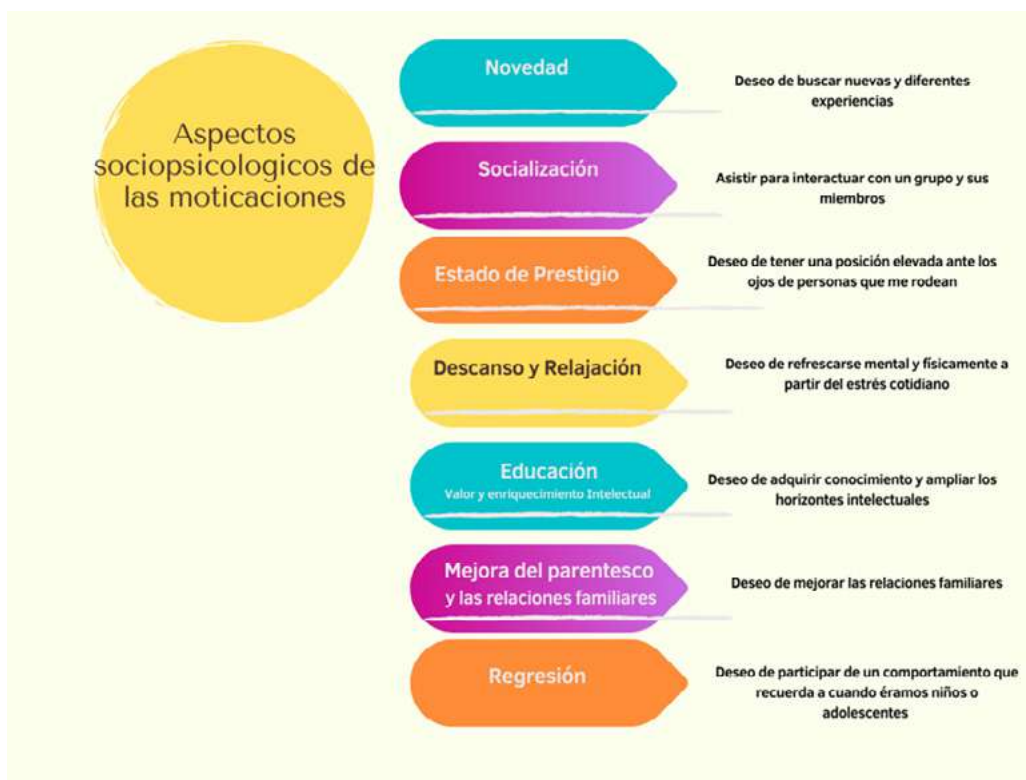 Aspectos
sociopsicologicos de
las moticaciones
Novedad
Deseo de buscar nuevas y diferentes
experiencias
Socialización
Asistir para interactuar con un grupo y sus
miembros
Estado de Prestigio
Deseo de tener una posición elevada ante los
ojos de personas que me rodean
Descanso y Relajación
Deseo de refrescarse mental y físicamente a
partir del estrés cotidiano
Educación
Valor y enriquecimiento Intelectual
Deseo de adquirir conocimiento y ampliar los
horizontes intelectuales
Mejora del parentesco
y las relaciones familiares
Deseo de mejorar las relaciones familiares
Regresión
Deseo de participar de un comportamiento que
recuerda a cuando éramos niños o
adolescentes